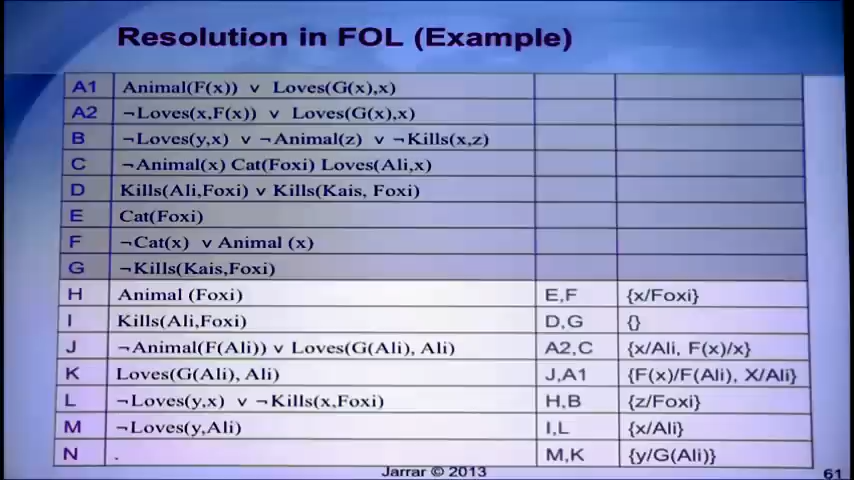 Resolution in FOL (Example)
A1 Animal(F(x)) v Loves(G(x),x)
A2 ¬Loves(x,F(x)) v Loves(G(x),x)
B ¬Loves(y,x) v ¬Animal(z) v ¬Kills(x,z)
C ¬Animal(x) Cat(Foxi) Loves(Ali,x)
D Kills(Ali,Foxi) v Kills(Kais, Foxi)
E Cat(Foxi)
F ¬Cat(x) v Animal (x)
G ¬Kills(Kais,Foxi)
H Animal (Foxi) E,F {x/Foxi}
I Kills(Ali,Foxi) D,G {}
J ¬Animal(F(Ali)) v Loves(G(Ali), Ali) A2,C {x/Ali, F(x)/x}
K Loves(G(Ali), Ali) J,A1 {F(x)/F(Ali), X/Ali}
L ¬Loves(y,x) v ¬Kills(x,Foxi) H,B {z/Foxi}
M ¬Loves(y,Ali) I,L {x/Ali}
N . M,K {y/G(Ali)}
Jarrar © 2013
61